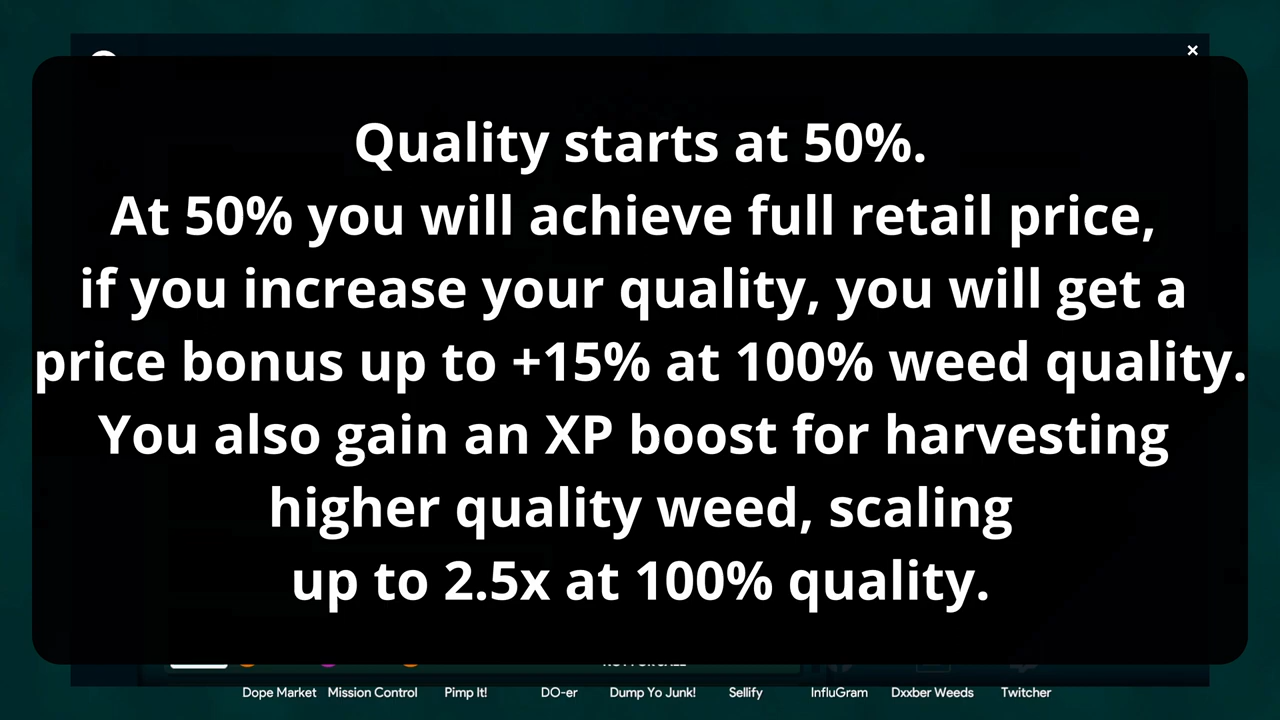 ×
Quality starts at 50%.
At 50% you will achieve full retail price,
if you increase your quality, you will get a
price bonus up to +15% at 100% weed quality.
You also gain an XP boost for harvesting
higher quality weed, scaling
up to 2.5x at 100% quality.
Dope Market Mission Control Pimp It! DO-er Dump Yo Junk! Sellify InfluGram Dxxber Weeds Twitcher